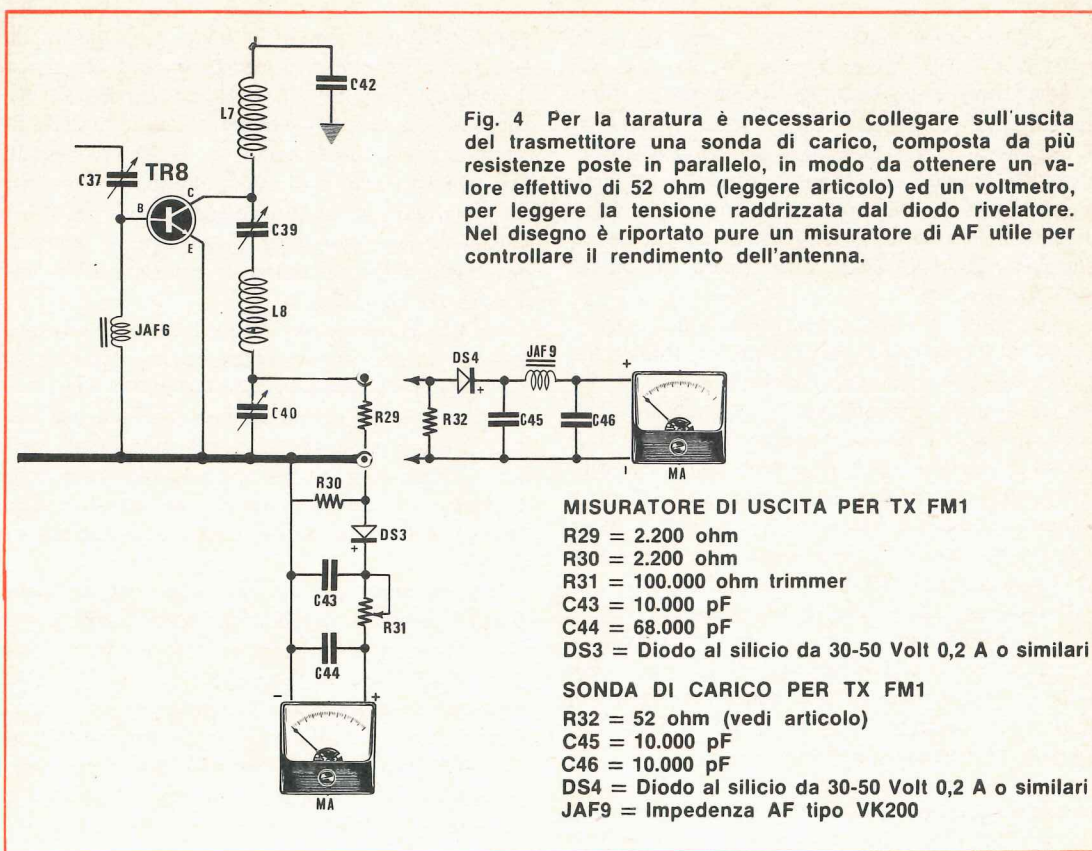 C42
L7
Fig. 4 Per la taratura è necessario collegare sull'uscita
del trasmettitore una sonda di carico, composta da più
resistenze poste in parallelo, in modo da ottenere un va-
lore effettivo di 52 ohm (leggere articolo) ed un voltmetro,
per leggere la tensione raddrizzata dal diodo rivelatore.
Nel disegno è riportato pure un misuratore di AF utile per
controllare il rendimento dell'antenna.
C37
TR8
B
C
E
C39
L8
JAF6
C40
R29
DS4
+
JAF9
R32
C45
C46
+
-
MA
R30
DS3
+
C43
R31
C44
-
+
MA
MISURATORE DI USCITA PER TX FM1
R29 = 2.200 ohm
R30 = 2.200 ohm
R31 = 100.000 ohm trimmer
C43 = 10.000 pF
C44 = 68.000 pF
DS3 = Diodo al silicio da 30-50 Volt 0,2 A o similari
SONDA DI CARICO PER TX FM1
R32 = 52 ohm (vedi articolo)
C45 = 10.000 pF
C46 = 10.000 pF
DS4 = Diodo al silicio da 30-50 Volt 0,2 A o similari
JAF9 = Impedenza AF tipo VK200